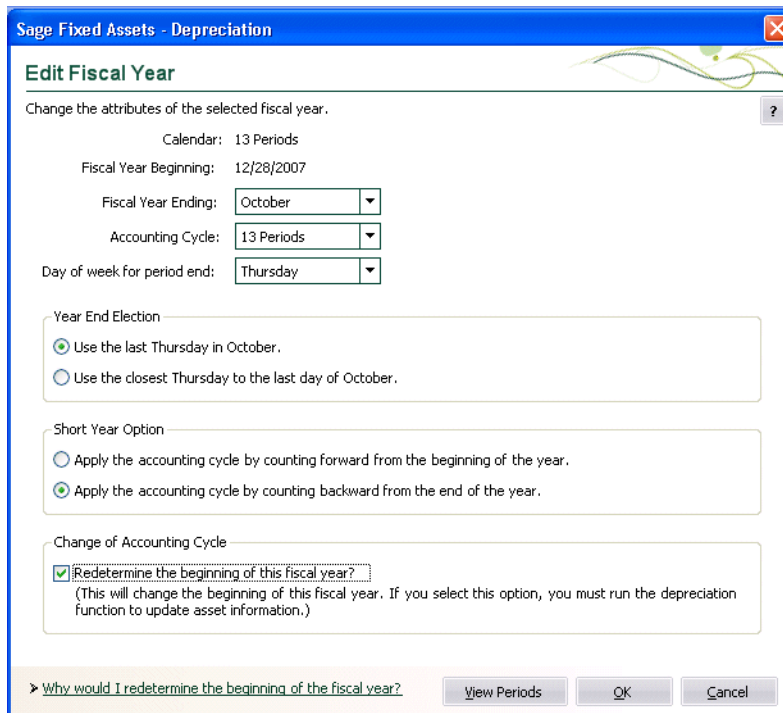 Sage Fixed Assets - Depreciation
Edit Fiscal Year
Change the attributes of the selected fiscal year.
?
Calendar: 13 Periods
Fiscal Year Beginning: 12/28/2007
Fiscal Year Ending: October
Accounting Cycle: 13 Periods
Day of week for period end: Thursday
Year End Election
Use the last Thursday in October.
Use the closest Thursday to the last day of October.
Short Year Option
Apply the accounting cycle by counting forward from the beginning of the year.
Apply the accounting cycle by counting backward from the end of the year.
Change of Accounting Cycle
Redetermine the beginning of this fiscal year?
(This will change the beginning of this fiscal year. If you select this option, you must run the depreciation
function to update asset information.)
Why would I redetermine the beginning of the fiscal year? View Periods OK Cancel